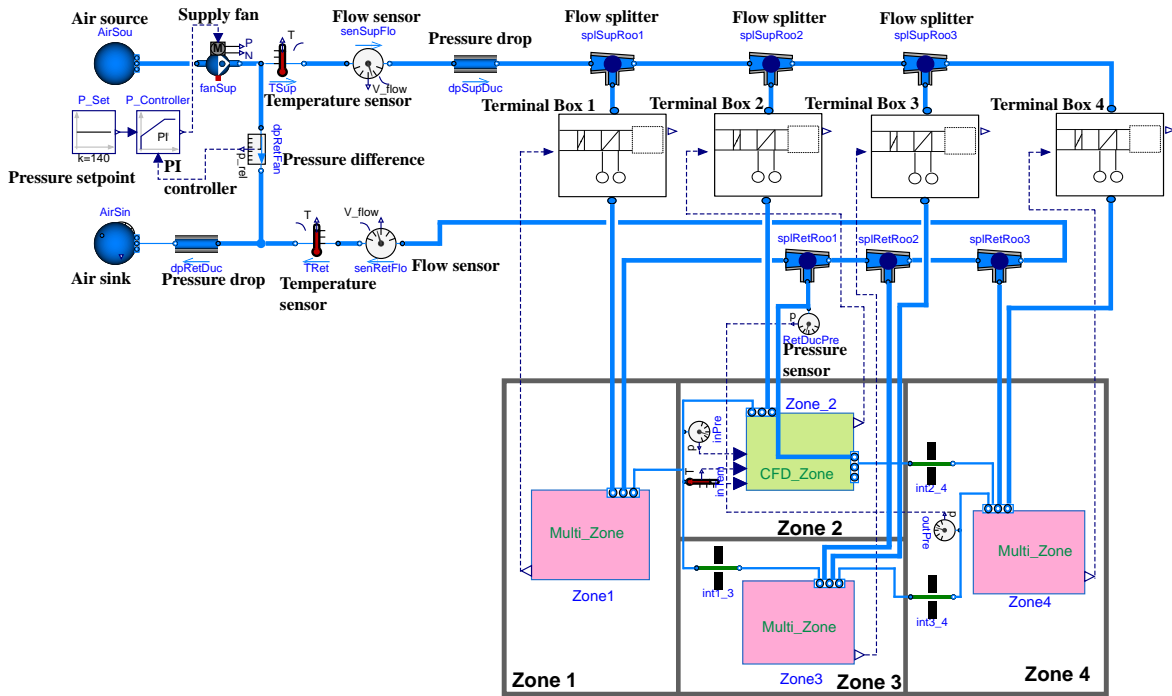 Air source
Supply fan
Flow sensor
Pressure drop
Flow splitter
Flow splitter
Flow splitter
AirSou
P
N
M
T
senSupFlo
splSupRoo1
splSupRoo2
splSupRoo3
fanSup
TSup
V_flow
dpSupDuc
Temperature sensor
P_Set
P_Controller
PI
k=140
Terminal Box 1
Terminal Box 2
Terminal Box 3
Terminal Box 4
dpRetFan
p_rel
Pressure difference
Pressure setpoint
PI
controller
AirSin
T
V_flow
splRetRoo1
splRetRoo2
splRetRoo3
dpRetDuc
TRet
senRetFlo
Flow sensor
Air sink
Pressure drop
Temperature
sensor
p
RetDucPre
Pressure
sensor
Zone_2
inPre
p
T
inTem
CFD_Zone
int2_4
Zone 2
p
outPre
Multi_Zone
Multi_Zone
Zone1
int1_3
int3_4
Zone4
Multi_Zone
Zone3
Zone 1
Zone 3
Zone 4